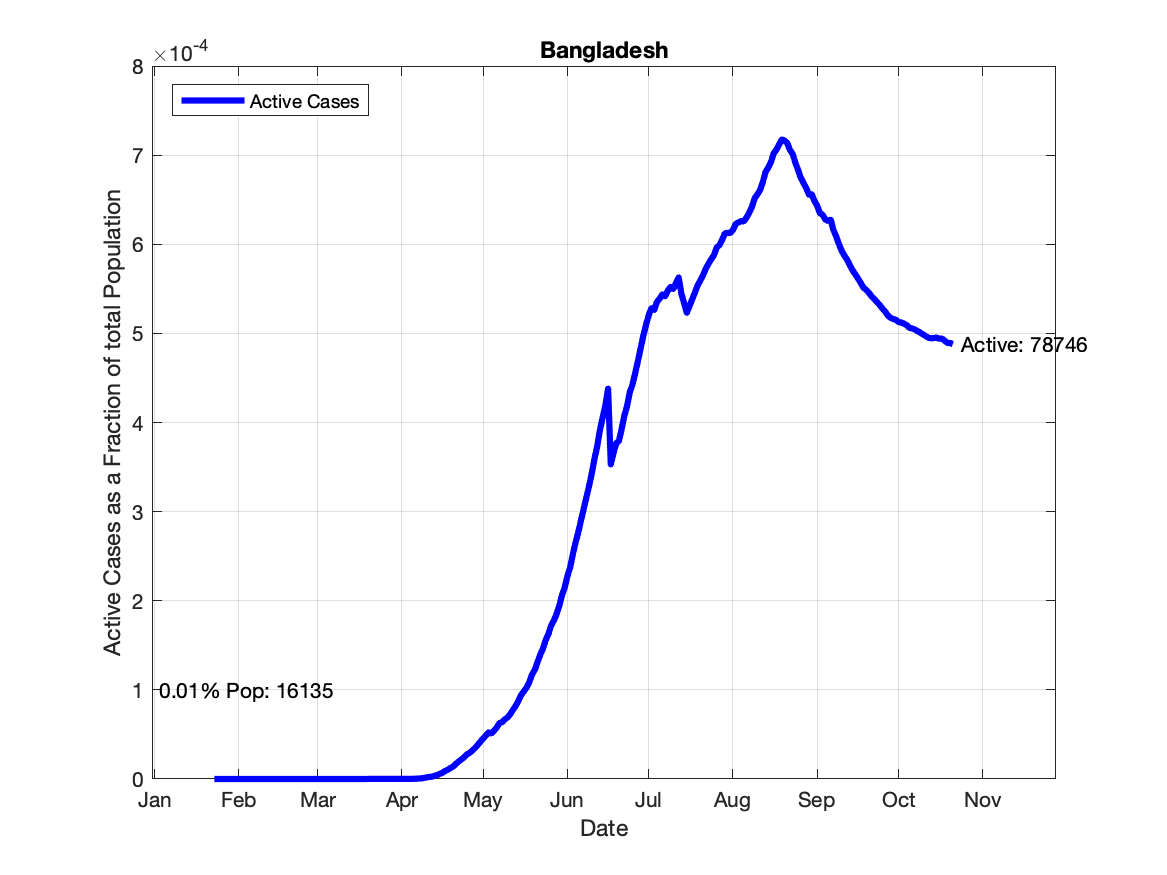 Bangladesh
×10-4
Active Cases
8
7
6
5
4
3
2
1
0
Active Cases as a Fraction of total Population
0.01% Pop: 16135
Active: 78746
Jan Feb Mar Apr May Jun Jul Aug Sep Oct Nov
Date